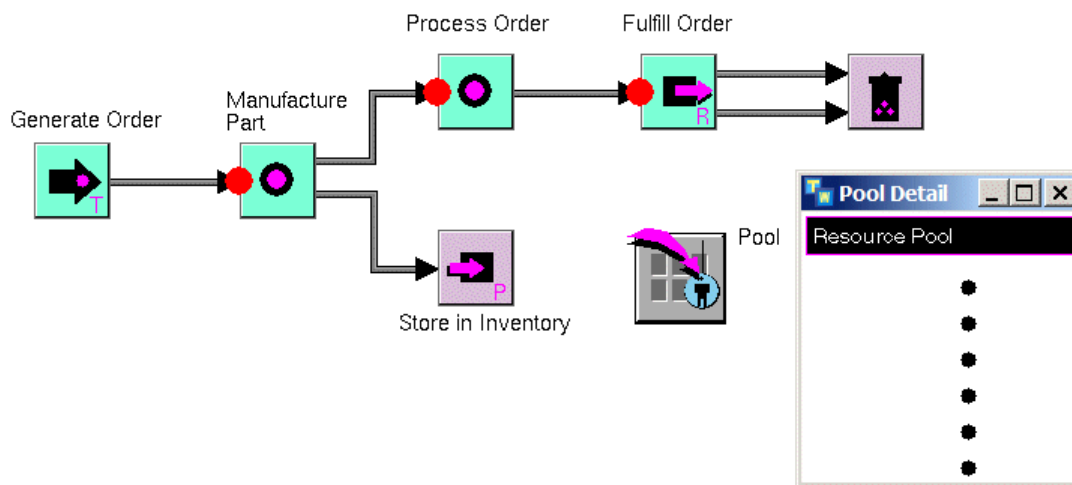 Process Order
Fulfill Order
Manufacture
Part
Generate Order
T
R
Pool Detail
Resource Pool
Pool
P
Store in Inventory